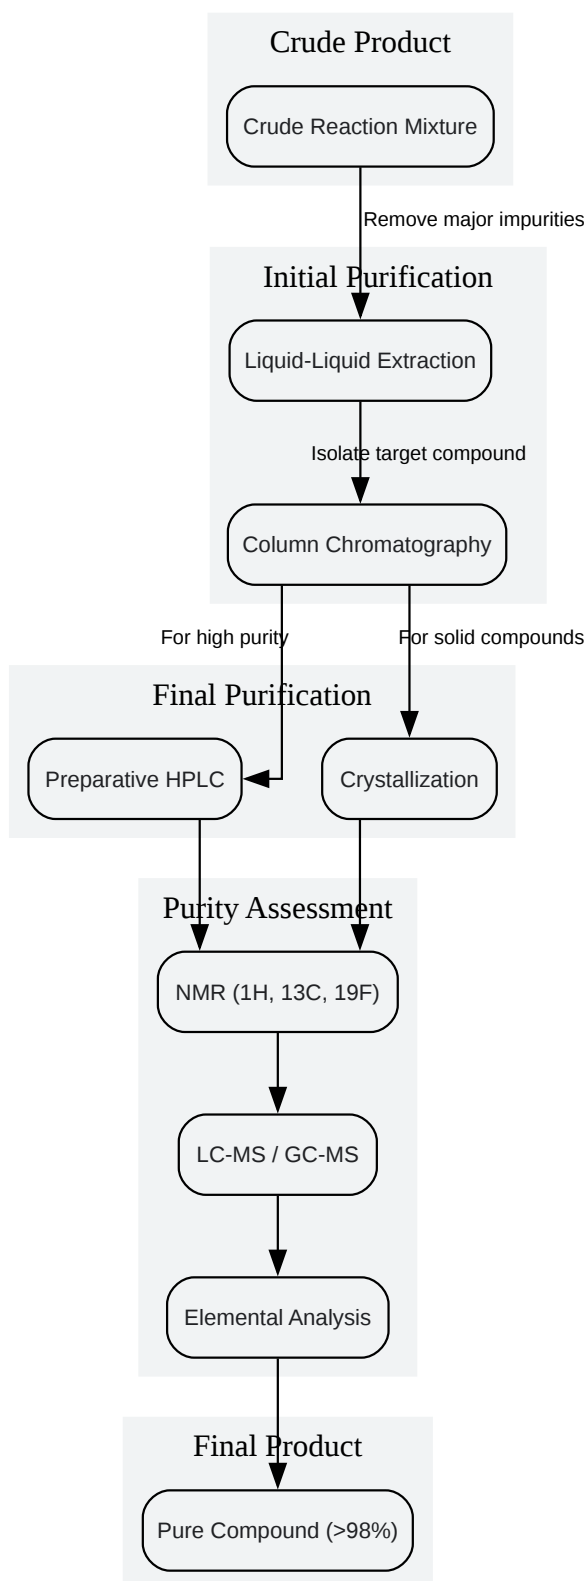 Crude Product
Crude Reaction Mixture
Remove major impurities
Initial Purification
Liquid-Liquid Extraction
Isolate target compound
Column Chromatography
For high purity
For solid compounds
Final Purification
Preparative HPLC
Crystallization
Purity Assessment
NMR (1H, 13C, 19F)
LC-MS / GC-MS
Elemental Analysis
Final Product
Pure Compound (>98%)